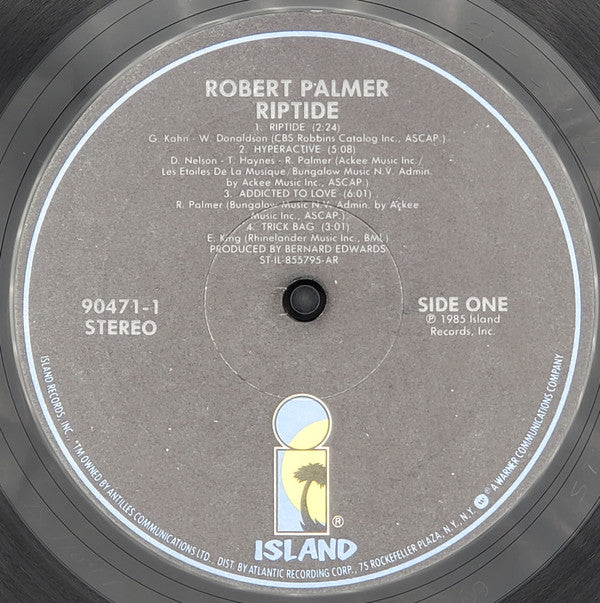 ROBERT PALMER
RIPTIDE
1. RIPTIDE (2:24)
G. Kahn - W. Donaldson (CBS Robbins Catalog Inc., ASCAP.)
2. HYPERACTIVE (5:08)
D. Nelson - T. Haynes - R. Palmer (Ackee Music Inc./
Les Etoiles De La Musique/Bungalow Music N.V. Admin.
by Ackee Music Inc., ASCAP.)
3. ADDICTED TO LOVE (6:01)
R. Palmer (Bungalow Music N.V. Admin. by Ackee
Music Inc., ASCAP.)
4. TRICK BAG (3:01)
E. King (Rhinelander Music Inc., BMI.)
PRODUCED BY BERNARD EDWARDS
ST-IL-855795-AR
90471-1
STEREO
SIDE ONE
℗ 1985 Island
Records, Inc.
®
ISLAND
ISLAND RECORDS, INC. *TM OWNED BY ANTILLES COMMUNICATIONS LTD., DIST. BY ATLANTIC RECORDING CORP., 75 ROCKEFELLER PLAZA, N.Y., N.Y. ® A WARNER COMMUNICATIONS COMPANY